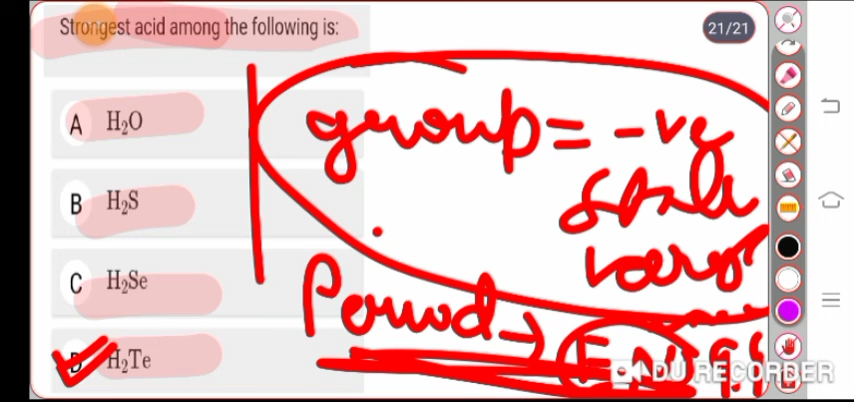 Strongest acid among the following is:
21/21
A H₂O
B H₂S
C H₂Se
D H₂Te
group = -ve
Period →
DU RECORDER